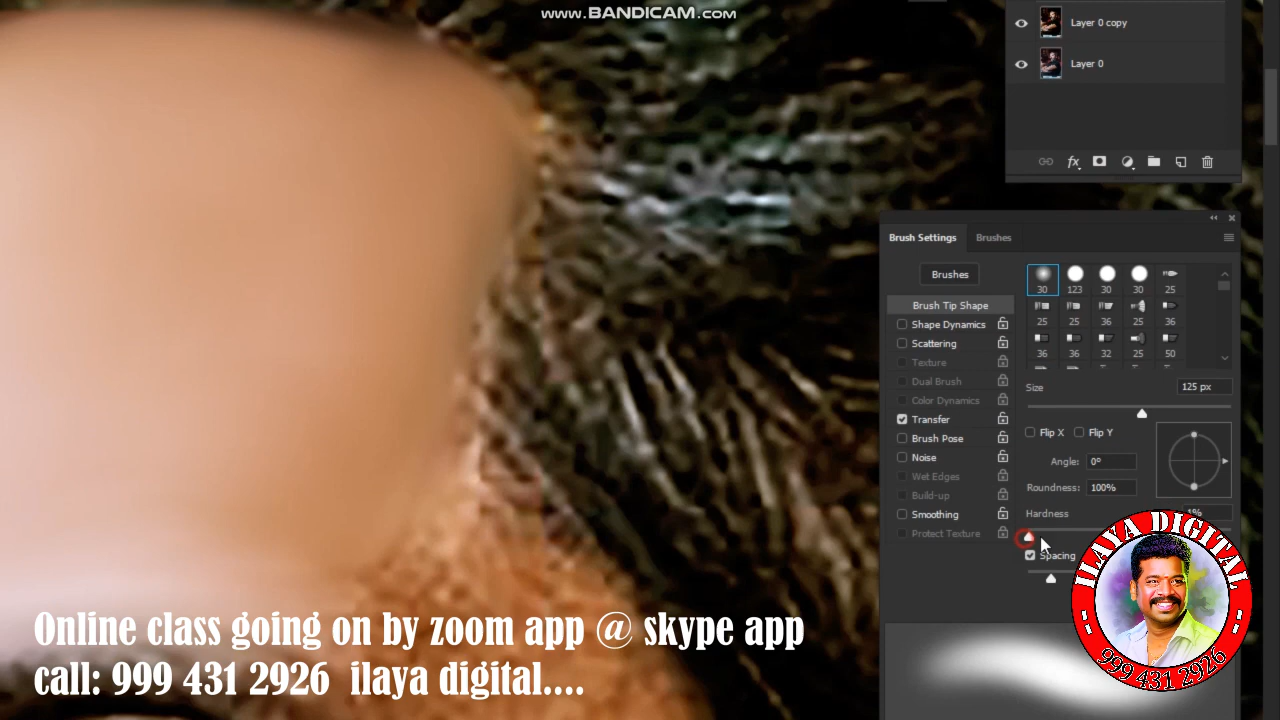 www.BANDICAM.com
Layer 0 copy
Layer 0
fx
Brush Settings
Brushes
Brushes
30 123 30 30 25
25 25 36 25 36
36 36 32 25 50
Brush Tip Shape
Shape Dynamics
Scattering
Texture
Dual Brush
Color Dynamics
Transfer
Brush Pose
Noise
Wet Edges
Build-up
Smoothing
Protect Texture
Size 125 px
Flip X Flip Y
Angle: 0º
Roundness: 100%
Hardness 1%
Spacing
ILAYA DIGITAL
999 431 2926
Online class going on by zoom app @ skype app
call: 999 431 2926 ilaya digital....